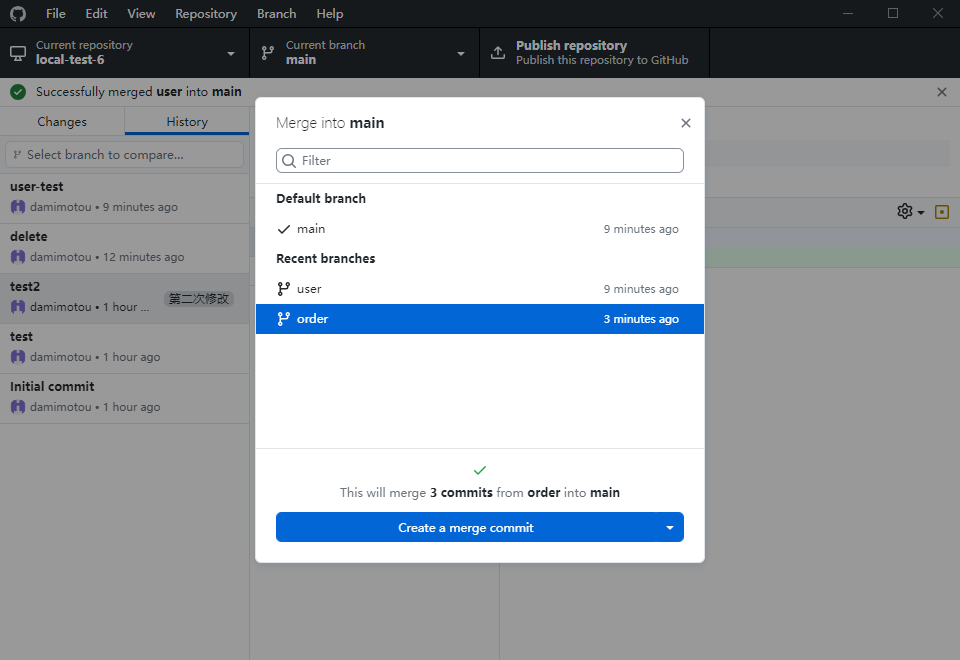 File Edit View Repository Branch Help
Current repository
local-test-6
Current branch
main
Publish repository
Publish this repository to GitHub
Successfully merged user into main
Changes History
Select branch to compare...
user-test
damimotou • 9 minutes ago
delete
damimotou • 12 minutes ago
test2
damimotou • 1 hour ...
第二次修改
test
damimotou • 1 hour ago
Initial commit
damimotou • 1 hour ago
Merge into main
Filter
Default branch
main 9 minutes ago
Recent branches
user 9 minutes ago
order 3 minutes ago
This will merge 3 commits from order into main
Create a merge commit